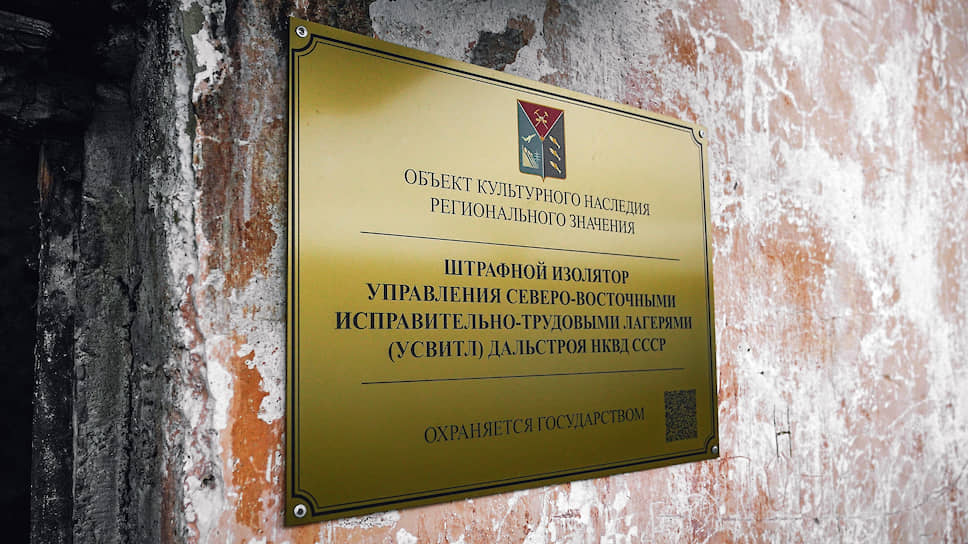 ОБЪЕКТ КУЛЬТУРНОГО НАСЛЕДИЯ
РЕГИОНАЛЬНОГО ЗНАЧЕНИЯ
ШТРАФНОЙ ИЗОЛЯТОР
УПРАВЛЕНИЯ СЕВЕРО-ВОСТОЧНЫМИ
ИСПРАВИТЕЛЬНО-ТРУДОВЫМИ ЛАГЕРЯМИ
(УСВИТЛ) ДАЛЬСТРОЯ НКВД СССР
ОХРАНЯЕТСЯ ГОСУДАРСТВОМ